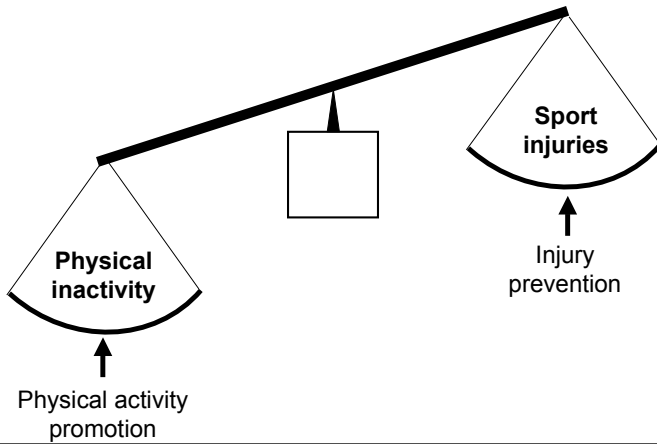 Sport
injuries
Injury
prevention
Physical
inactivity
Physical activity
promotion